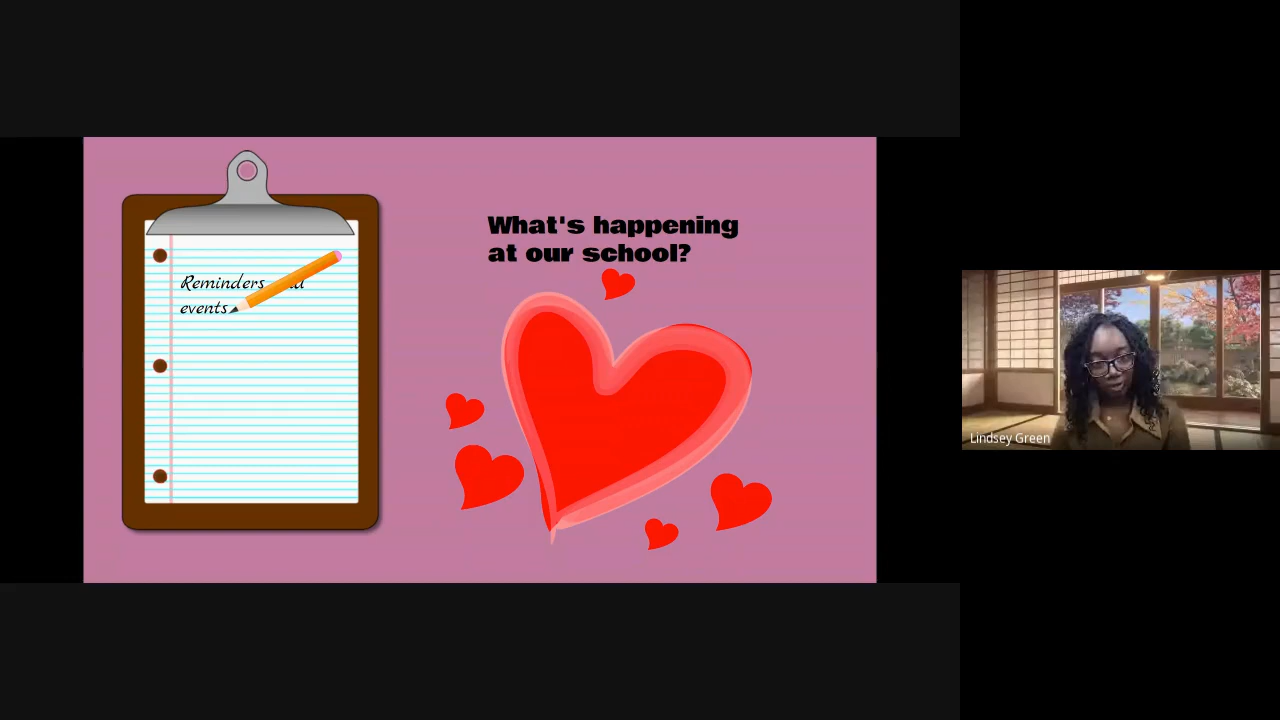 What's happening
at our school?
Reminders
events
Lindsey Green